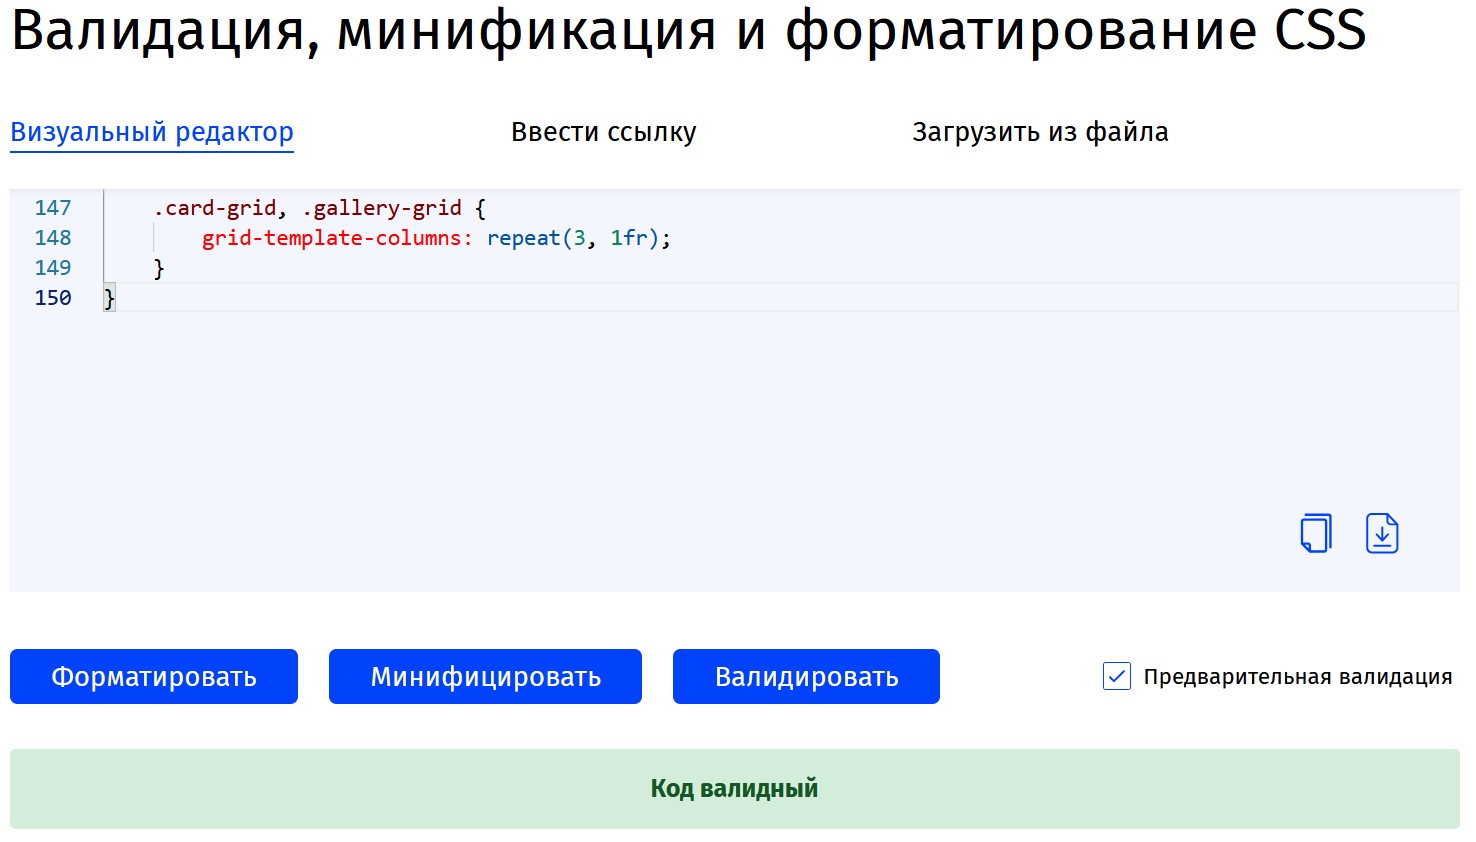 Валидация, минификация и форматирование CSS
Визуальный редактор
Ввести ссылку
Загрузить из файла
147 .card-grid, .gallery-grid {
148 grid-template-columns: repeat(3, 1fr);
149 }
150 }
Форматировать
Минифицировать
Валидировать
Предварительная валидация
Код валидный